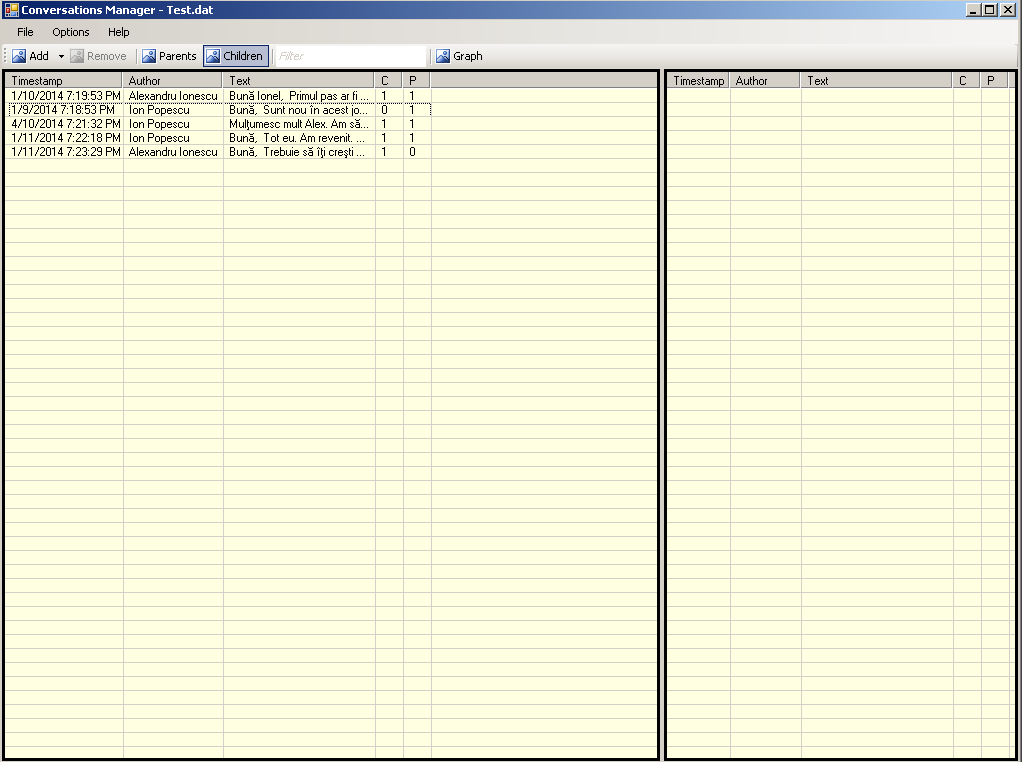 Conversations Manager - Test.dat
File Options Help
Add Remove Parents Children Filter Graph
Timestamp Author Text C P Timestamp Author Text C P
1/10/2014 7:19:53 PM Alexandru Ionescu Bună Ionel, Primul pas ar fi ... 1 1
1/9/2014 7:18:53 PM Ion Popescu Bună, Sunt nou în acest jo... 0 1
4/10/2014 7:21:32 PM Ion Popescu Mulţumesc mult Alex. Am să... 1 1
1/11/2014 7:22:18 PM Ion Popescu Bună, Tot eu. Am revenit. ... 1 1
1/11/2014 7:23:29 PM Alexandru Ionescu Bună, Trebuie să îţi creşti ... 1 0